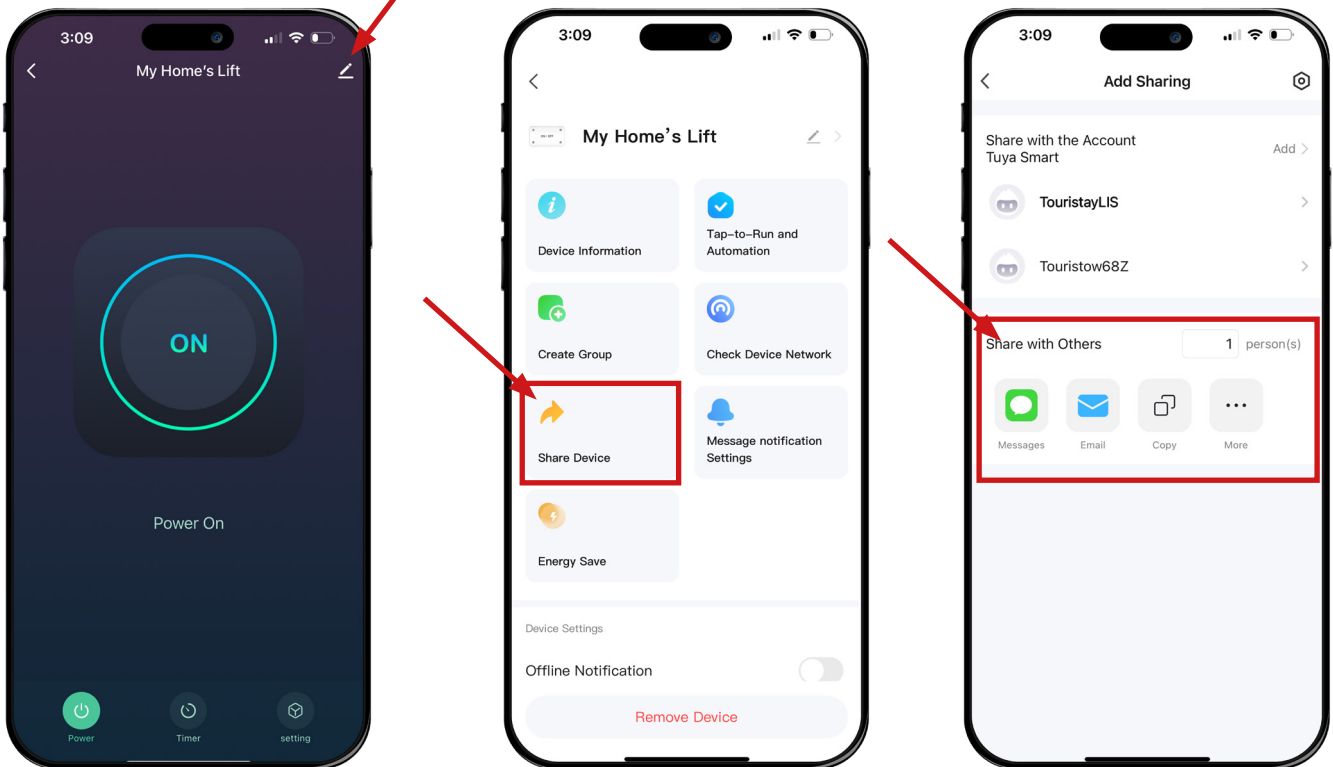 3:09
My Home's Lift
ON
Power On
Power
Timer
setting
3:09
My Home's Lift
Device Information
Tap-to-Run and
Automation
Create Group
Check Device Network
Share Device
Message notification
Settings
Energy Save
Device Settings
Offline Notification
Remove Device
3:09
Add Sharing
Share with the Account
Tuya Smart
Add
TouristayLIS
Touristow68Z
Share with Others
1 person(s)
Messages
Email
Copy
More